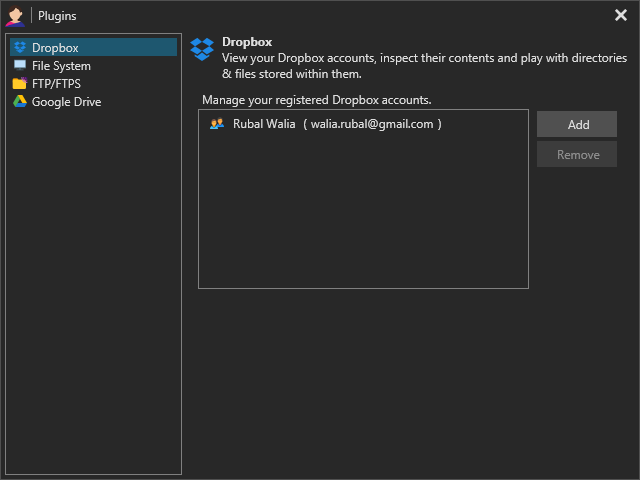 Plugins
Dropbox
File System
FTP/FTPS
Google Drive
Dropbox
View your Dropbox accounts, inspect their contents and play with directories
& files stored within them.
Manage your registered Dropbox accounts.
Rubal Walia ( walia.rubal@gmail.com )
Add
Remove